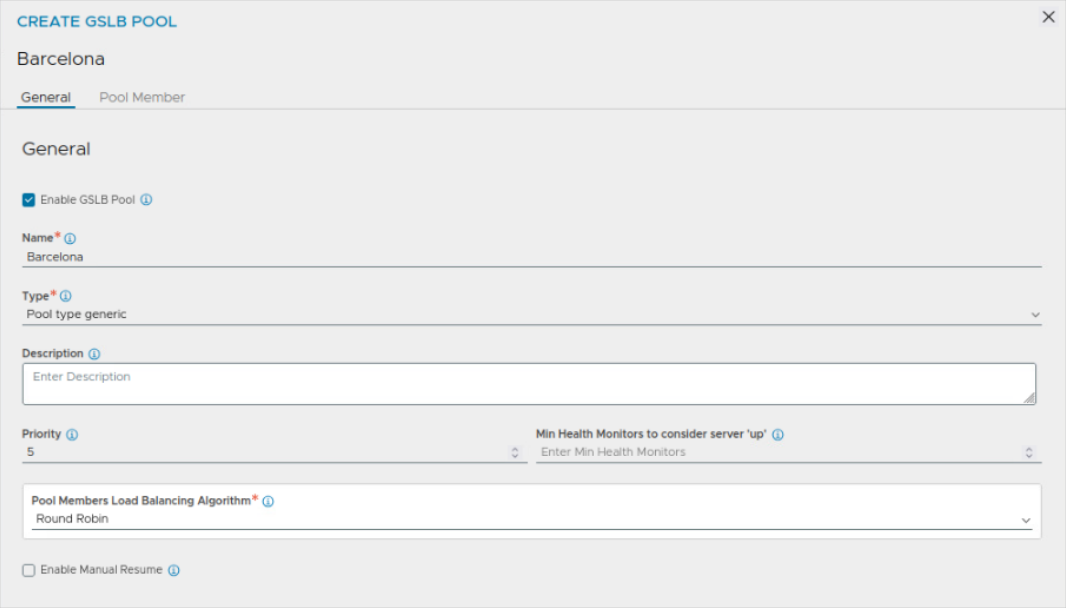 CREATE GSLB POOL
Barcelona
General Pool Member
General
Enable GSLB Pool
Name*
Barcelona
Type*
Pool type generic
Description
Enter Description
Priority Min Health Monitors to consider server 'up'
5 Enter Min Health Monitors
Pool Members Load Balancing Algorithm*
Round Robin
Enable Manual Resume